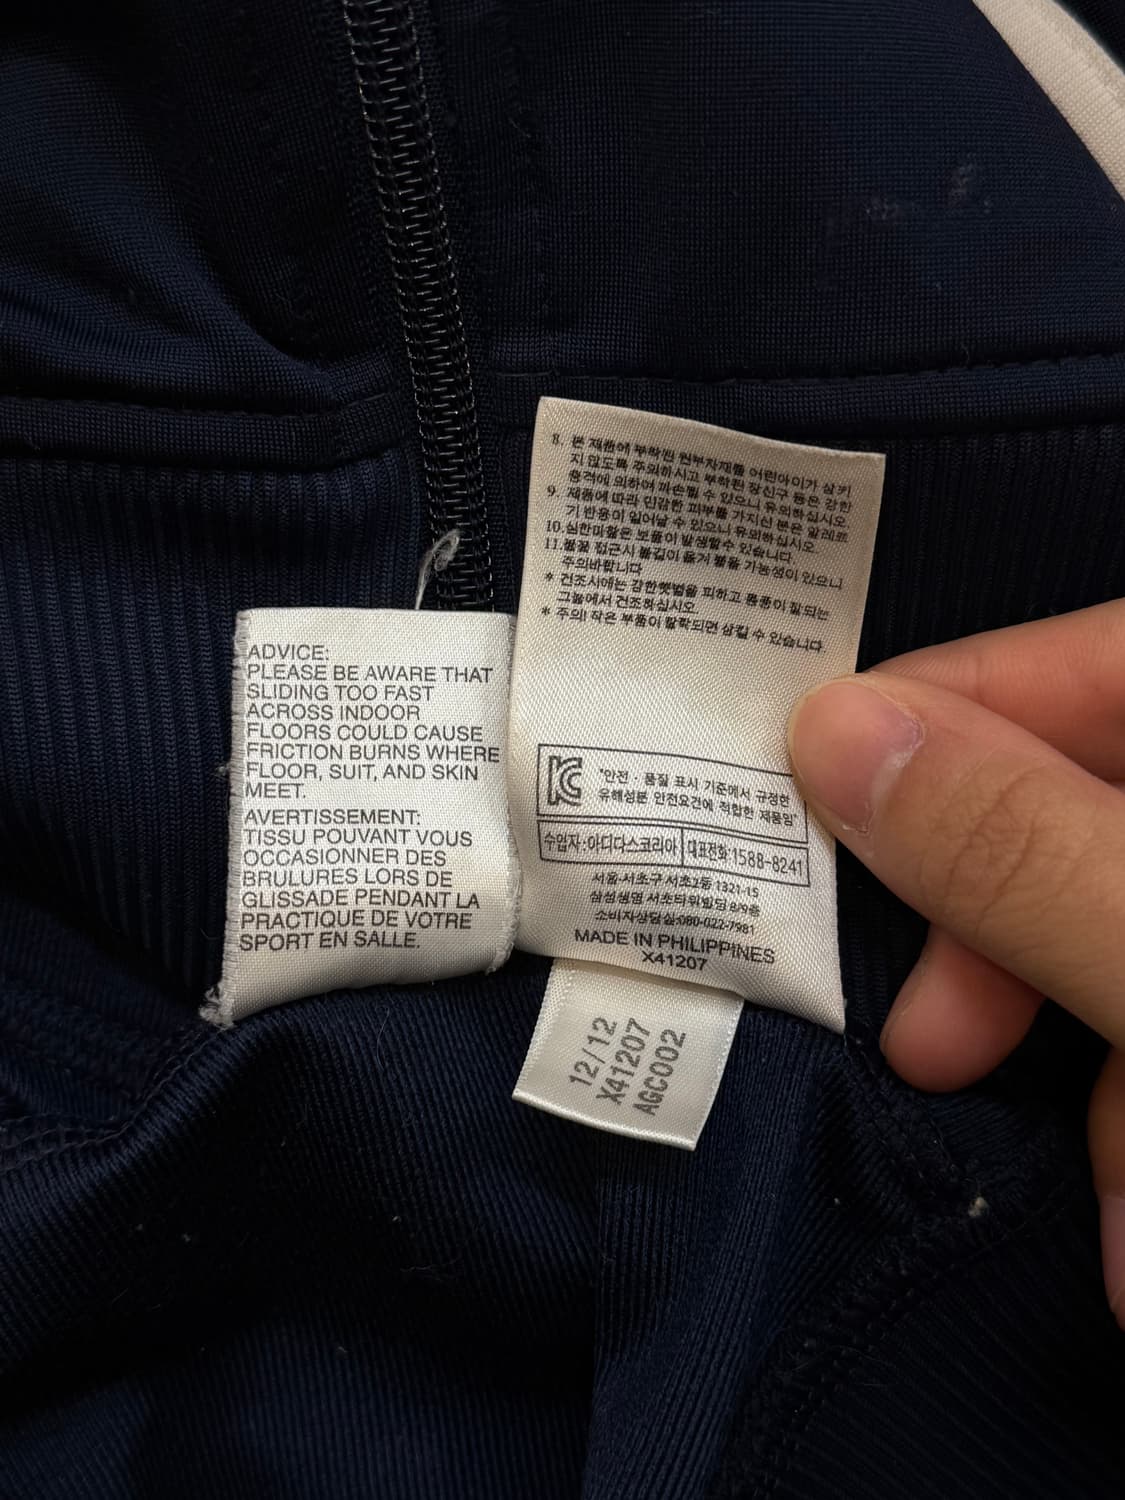 ADVICE:
PLEASE BE AWARE THAT
SLIDING TOO FAST
ACROSS INDOOR
FLOORS COULD CAUSE
FRICTION BURNS WHERE
FLOOR, SUIT, AND SKIN
MEET.
AVERTISSEMENT:
TISSU POUVANT VOUS
OCCASIONNER DES
BRULURES LORS DE
GLISSADE PENDANT LA
PRACTIQUE DE VOTRE
SPORT EN SALLE.
8. 본 제품에 부착된 원부자재를 어린아이가 삼키
지 않도록 주의하시고 부착된 장신구 등은 강한
충격에 의하여 파손될 수 있으니 유의하십시오.
9. 제품에 따라 민감한 피부를 가지신 분은 알레르
기 반응이 일어날 수 있으니 유의하십시오.
10.심한마찰은 보풀이 발생할수 있습니다.
11.불꽃 접근시 불길이 옮겨 붙을 가능성이 있으니
주의바랍니다
* 건조시에는 강한햇볕을 피하고 통풍이 잘 되는
그늘에서 건조하십시오
* 주의! 작은 부품이 탈락되면 삼킬 수 있습니다
KC
"안전 · 품질 표시 기준에서 규정한
유해성분 안전요건에 적합한 제품임"
수입자:아디다스코리아 대표전화:1588-8241
서울 서초구 서초2동 1321-15
삼성생명 서초타워빌딩 8/9층
소비자상담실:080-022-7981
MADE IN PHILIPPINES
X41207
12/12
X41207
AGC002